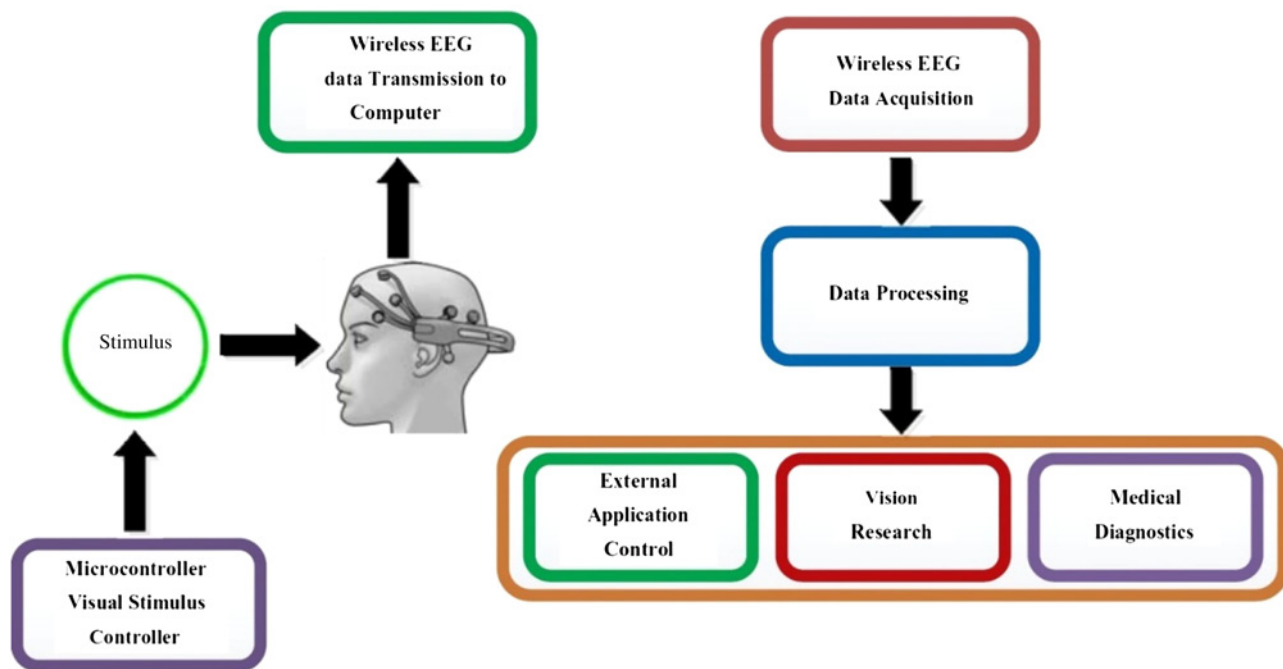 Wireless EEG
data Transmission to
Computer
Stimulus
Microcontroller
Visual Stimulus
Controller
Wireless EEG
Data Acquisition
Data Processing
External
Application
Control
Vision
Research
Medical
Diagnostics